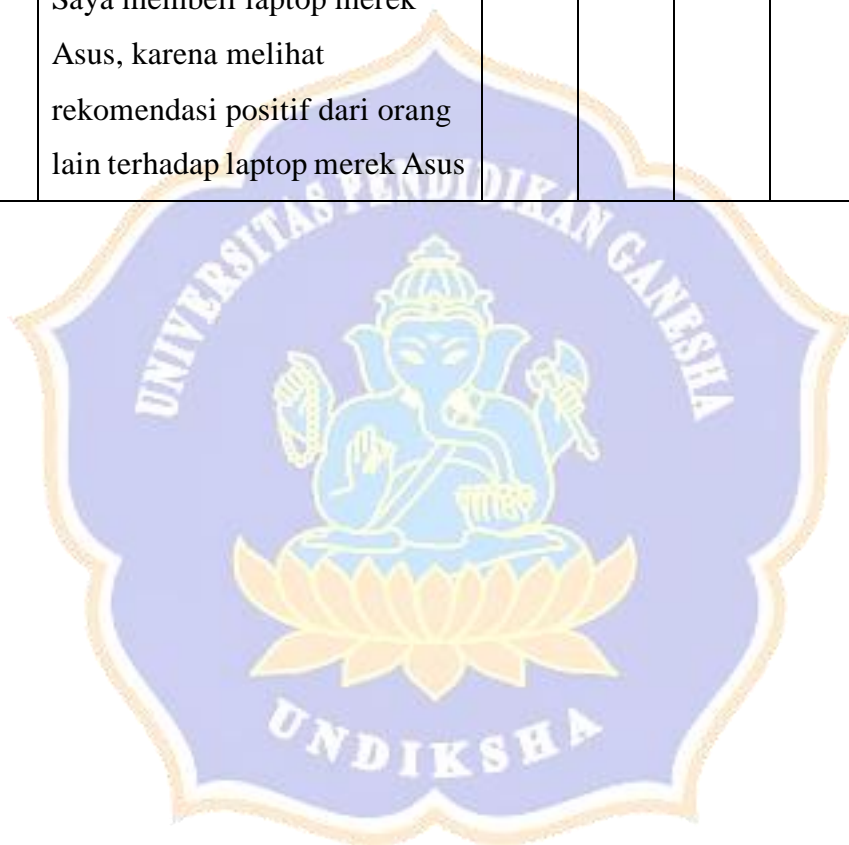 Saya membeli laptop merek
Asus, karena melihat
rekomendasi positif dari orang
lain terhadap laptop merek Asus
UNIVERSITAS PENDIDIKAN GANESHA
UNDIKSHA